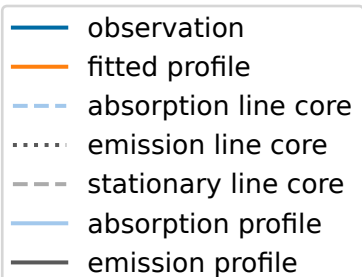 observation
fitted profile
absorption line core
emission line core
stationary line core
absorption profile
emission profile